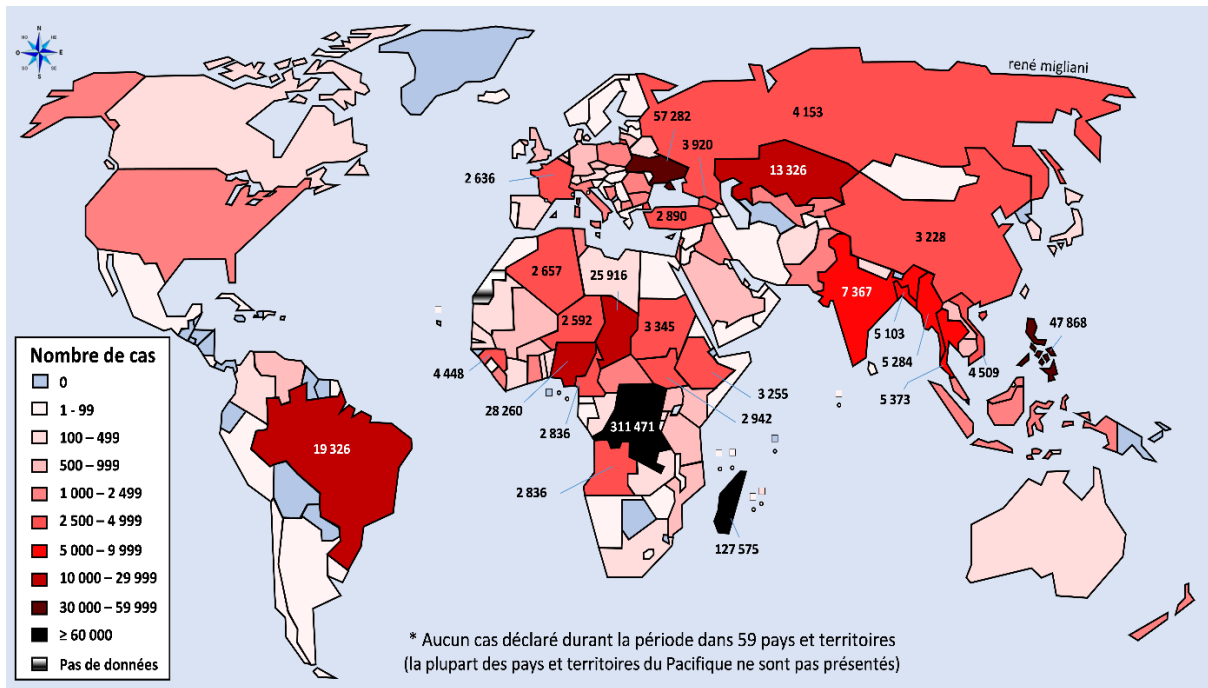 N
NO
NE
O
E
SO
SE
S
rené migliani
57 282
4 153
3 920
13 326
2 636
2 890
3 228
2 657
25 916
7 367
2 592
3 345
47 868
5 103
5 284
4 448
4 509
3 255
5 373
28 260
2 942
2 836
311 471
19 326
2 836
127 575
Nombre de cas
0
1 - 99
100 – 499
500 – 999
1 000 – 2 499
2 500 – 4 999
5 000 – 9 999
10 000 – 29 999
30 000 – 59 999
≥ 60 000
Pas de données
* Aucun cas déclaré durant la période dans 59 pays et territoires
(la plupart des pays et territoires du Pacifique ne sont pas présentés)